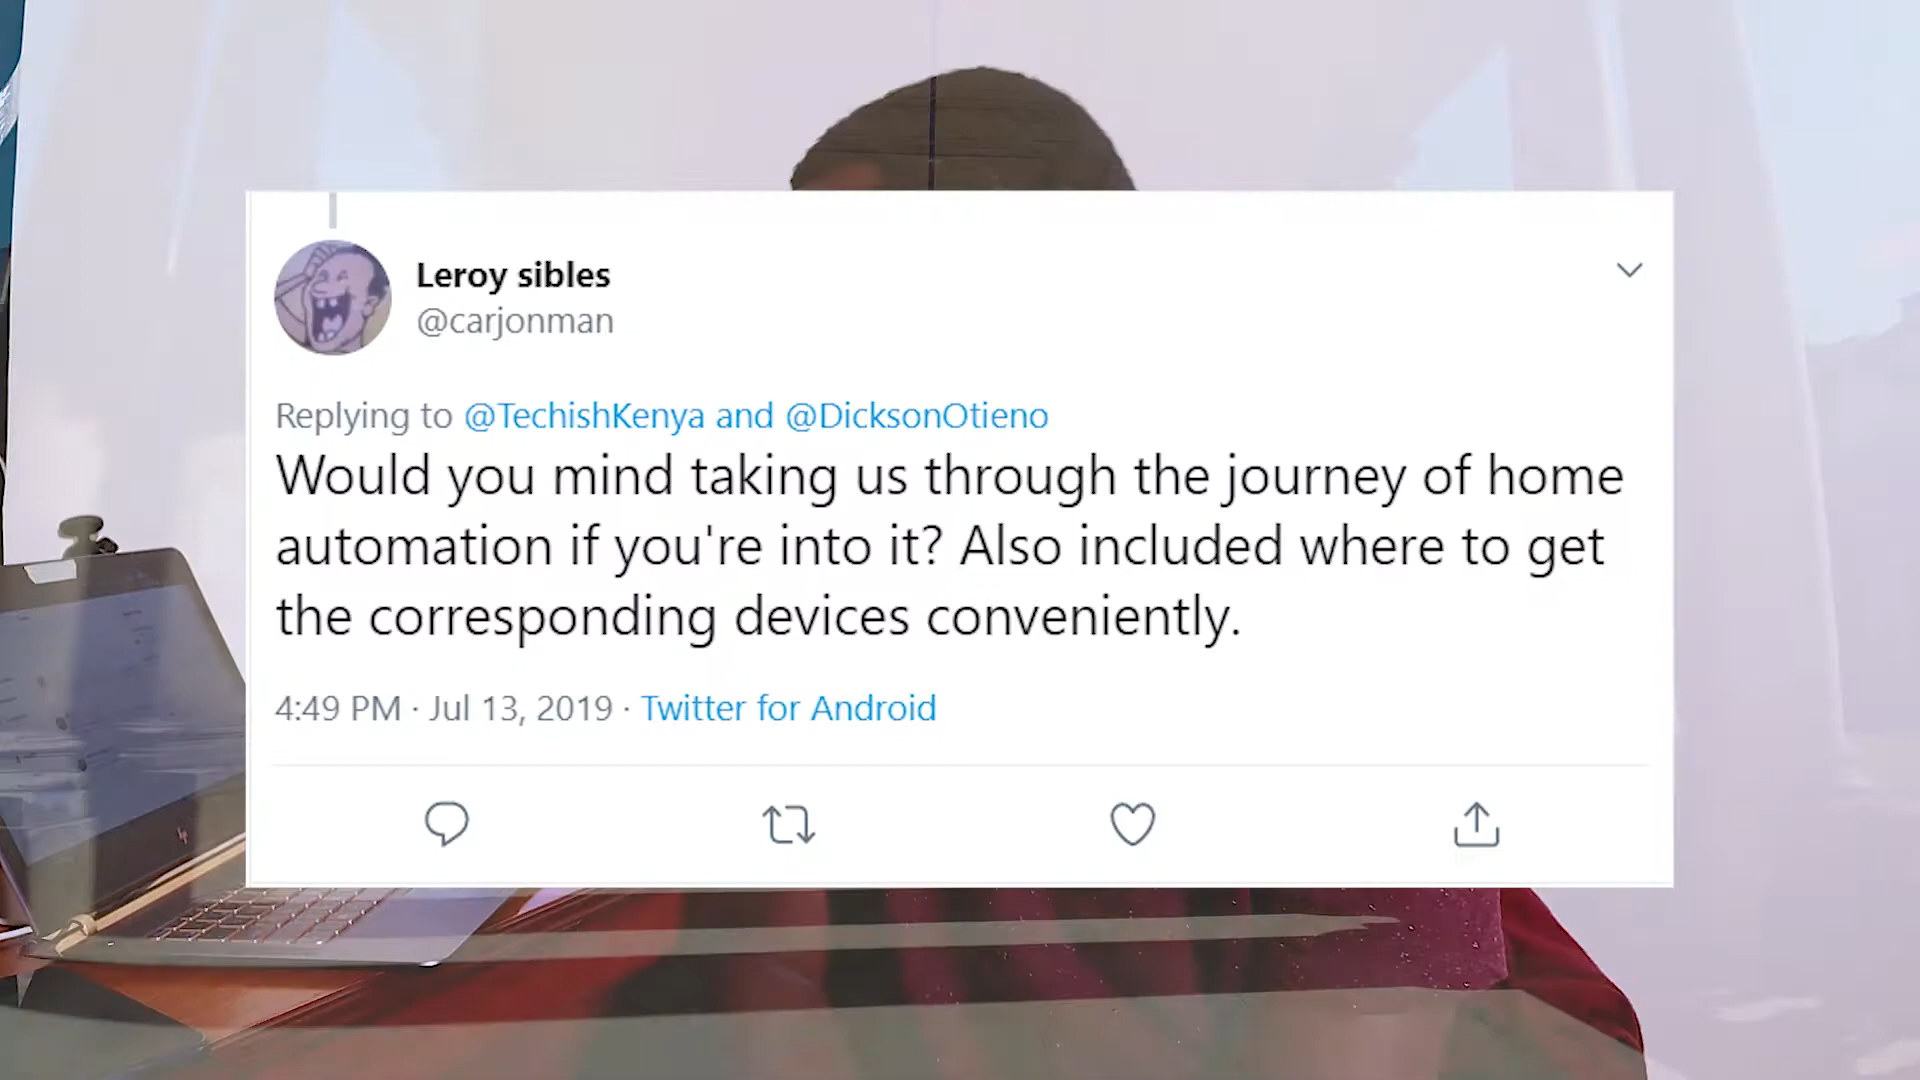 Leroy sibles
@carjonman
Replying to @TechishKenya and @DicksonOtieno
Would you mind taking us through the journey of home
automation if you're into it? Also included where to get
the corresponding devices conveniently.
4:49 PM · Jul 13, 2019 · Twitter for Android